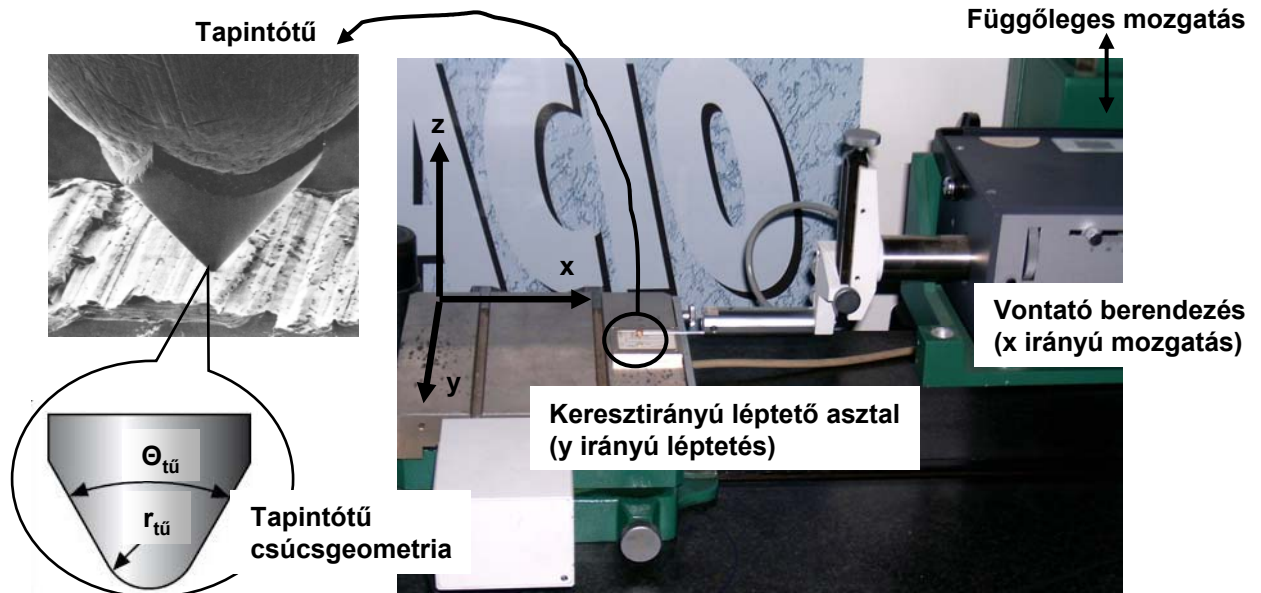 Tapintótű
Függőleges mozgatás
z
x
y
Vontató berendezés
(x irányú mozgatás)
Keresztirányú léptető asztal
(y irányú léptetés)
Θtű
rtű
Tapintótű
csúcsgeometria